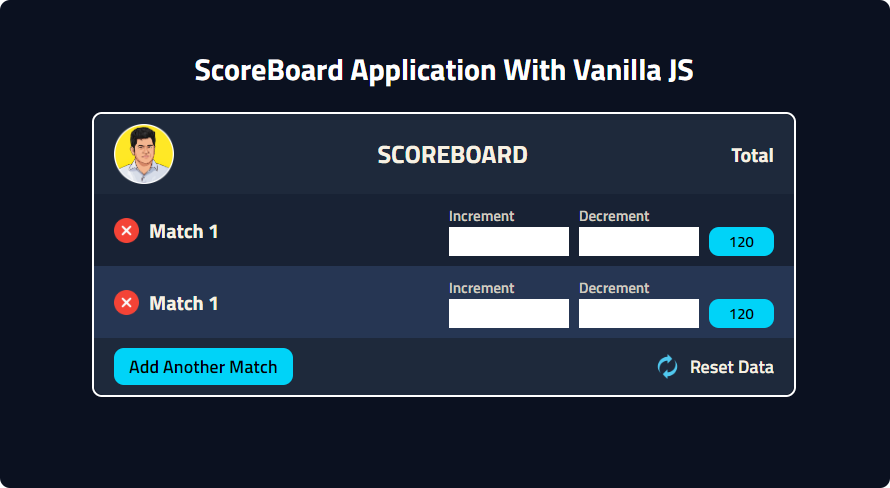 ScoreBoard Application With Vanilla JS
SCOREBOARD
Total
Match 1
Increment
Decrement
120
Match 1
Increment
Decrement
120
Add Another Match
Reset Data